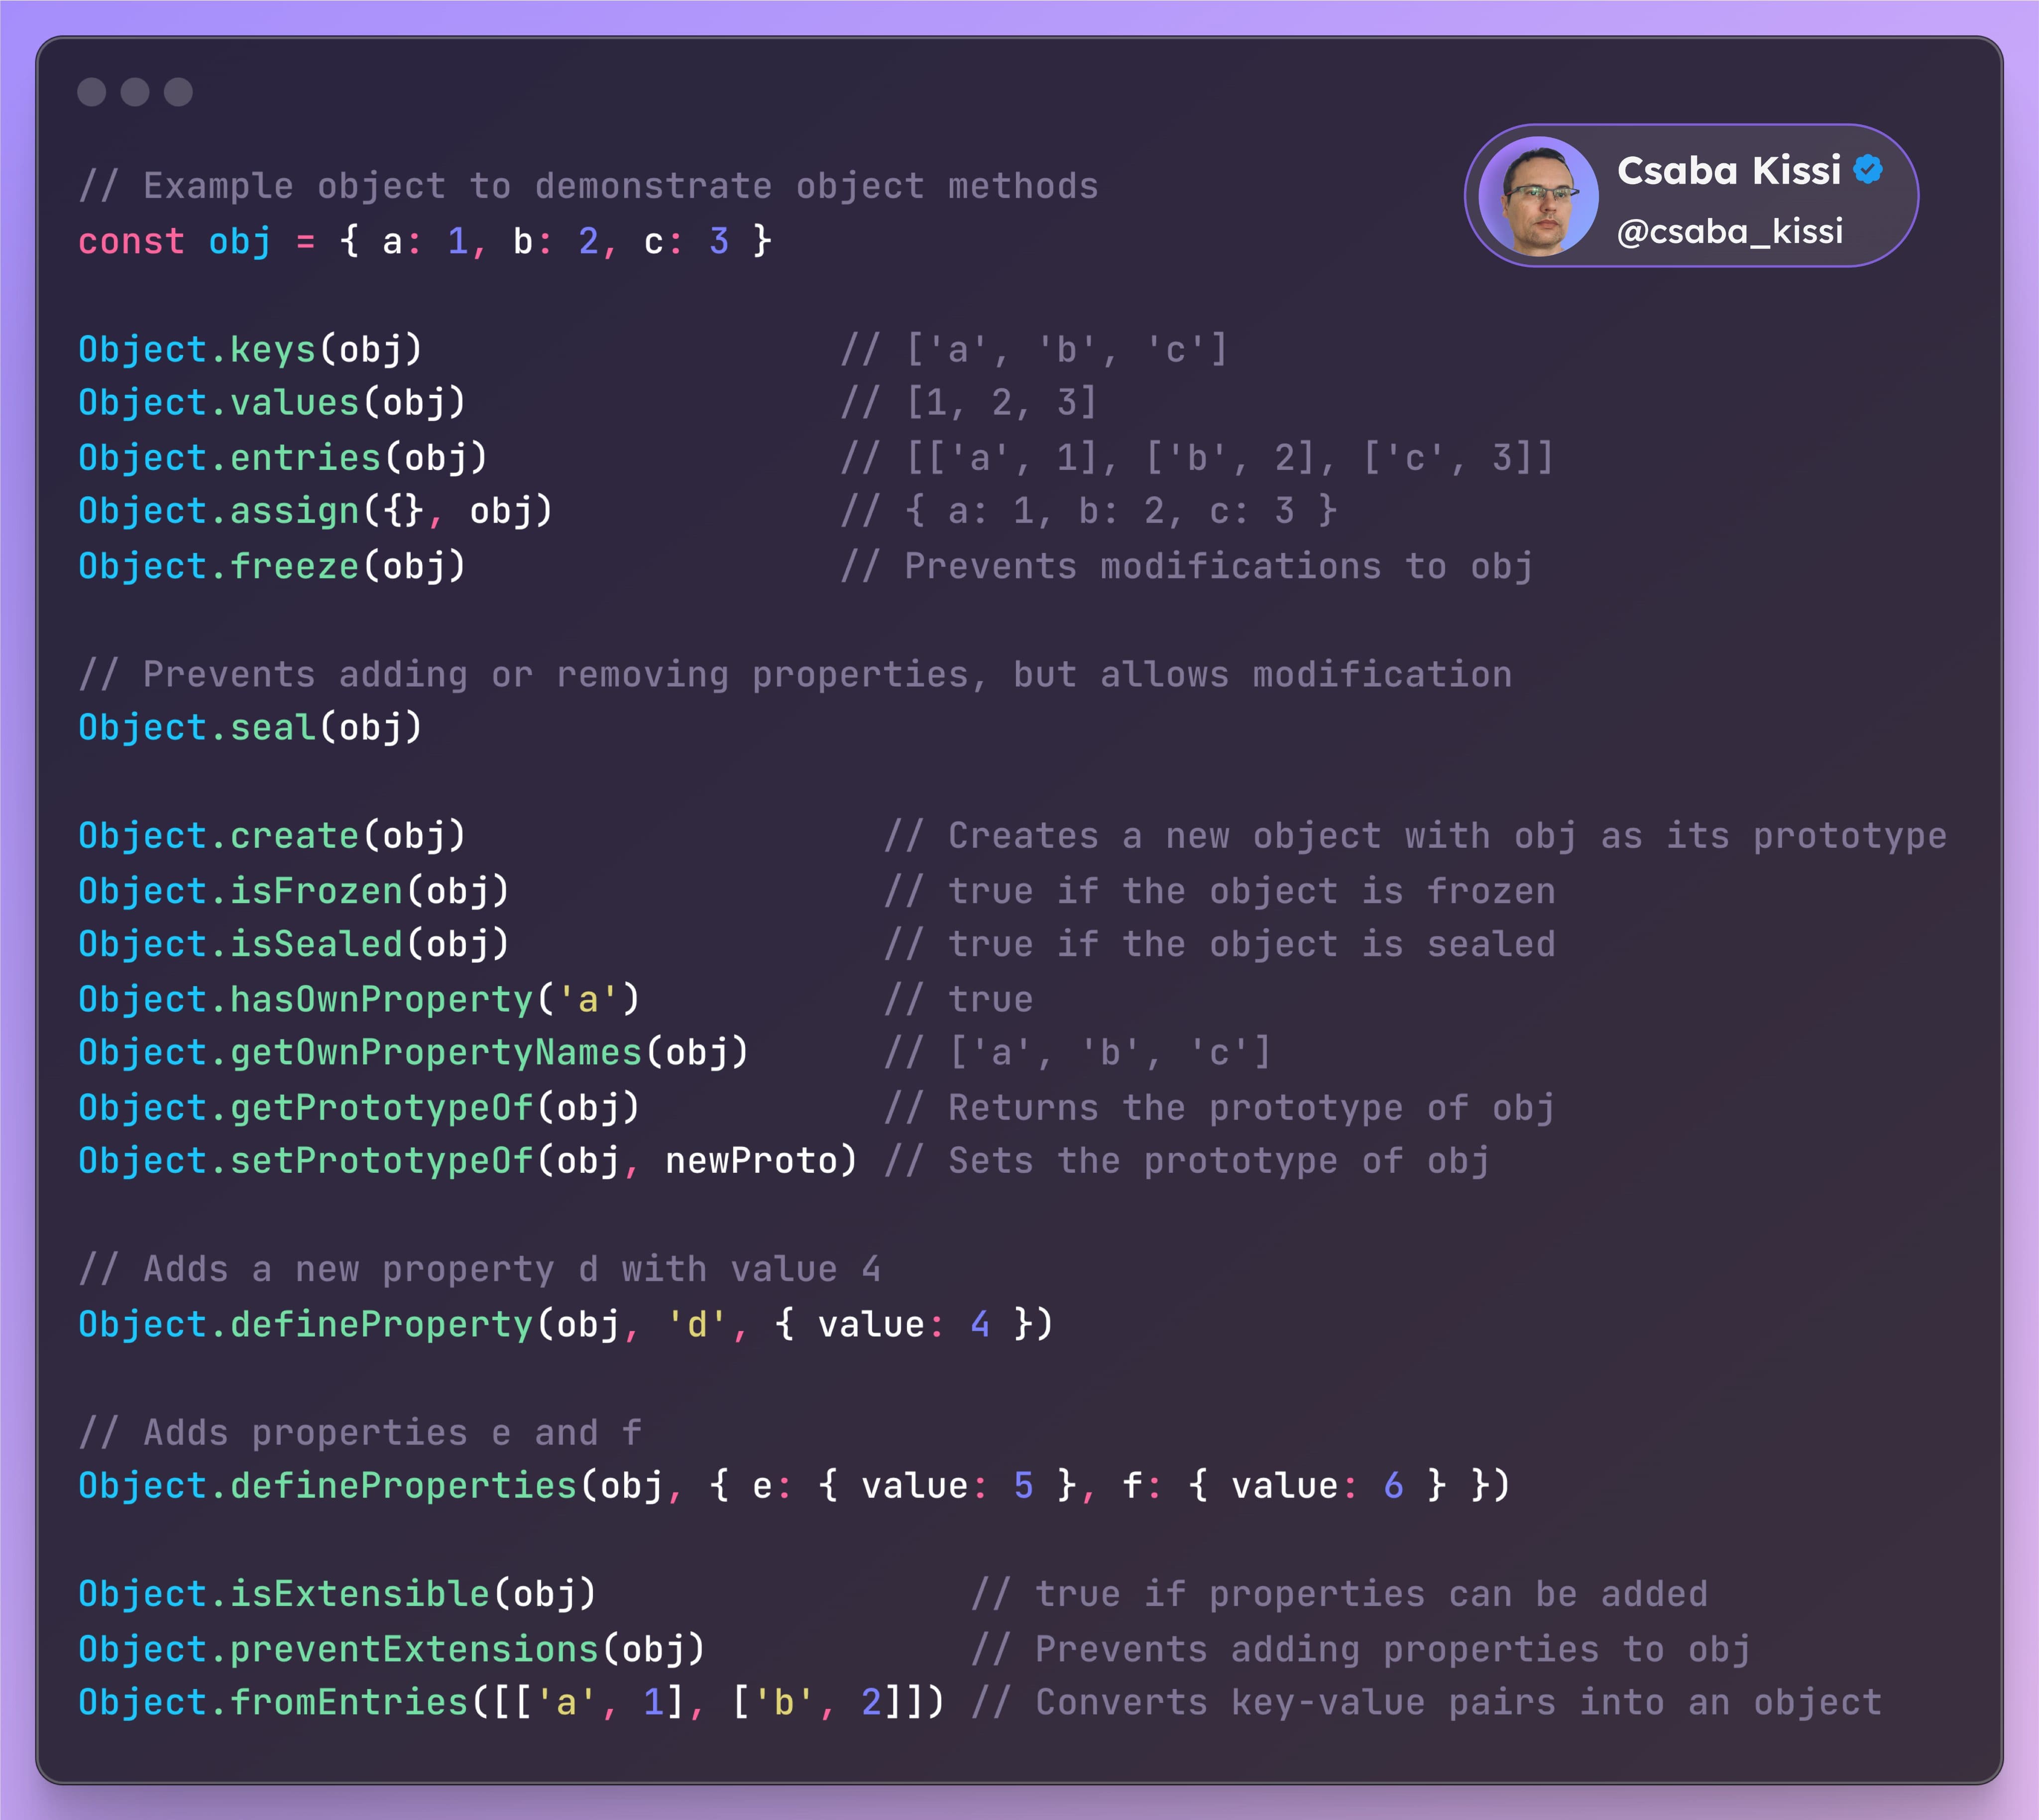 Csaba Kissi
@csaba_kissi
// Example object to demonstrate object methods
const obj = { a: 1, b: 2, c: 3 }
Object.keys(obj) // ['a', 'b', 'c']
Object.values(obj) // [1, 2, 3]
Object.entries(obj) // [['a', 1], ['b', 2], ['c', 3]]
Object.assign({}, obj) // { a: 1, b: 2, c: 3 }
Object.freeze(obj) // Prevents modifications to obj
// Prevents adding or removing properties, but allows modification
Object.seal(obj)
Object.create(obj) // Creates a new object with obj as its prototype
Object.isFrozen(obj) // true if the object is frozen
Object.isSealed(obj) // true if the object is sealed
Object.hasOwnProperty('a') // true
Object.getOwnPropertyNames(obj) // ['a', 'b', 'c']
Object.getPrototypeOf(obj) // Returns the prototype of obj
Object.setPrototypeOf(obj, newProto) // Sets the prototype of obj
// Adds a new property d with value 4
Object.defineProperty(obj, 'd', { value: 4 })
// Adds properties e and f
Object.defineProperties(obj, { e: { value: 5 }, f: { value: 6 } })
Object.isExtensible(obj) // true if properties can be added
Object.preventExtensions(obj) // Prevents adding properties to obj
Object.fromEntries([['a', 1], ['b', 2]]) // Converts key-value pairs into an object